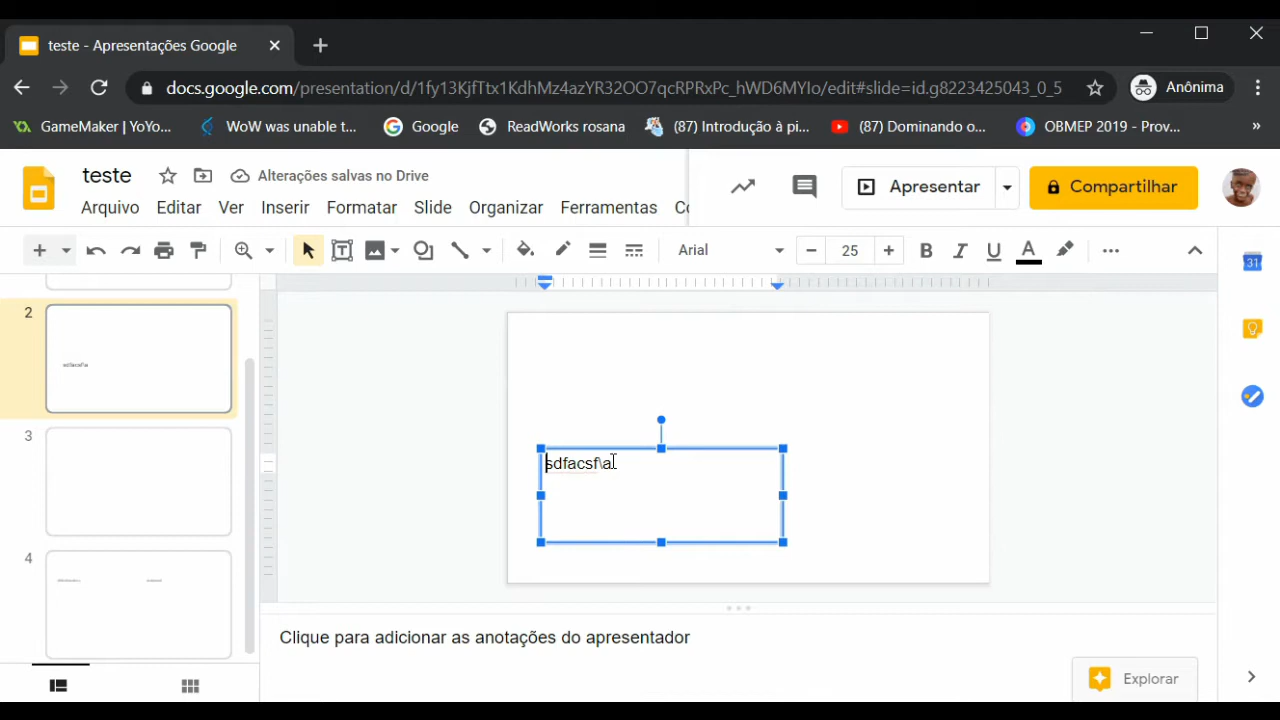 teste - Apresentações Google
docs.google.com/presentation/d/1fy13KjfTtx1KdhMz4azYR32OO7qcRPRxPc_hWD6MYIo/edit#slide=id.g8223425043_0_5
Anônima
GameMaker | YoYo...
WoW was unable t...
Google
ReadWorks rosana
(87) Introdução à pi...
(87) Dominando o...
OBMEP 2019 - Prov...
»
teste
Alterações salvas no Drive
Arquivo Editar Ver Inserir Formatar Slide Organizar Ferramentas Co
Apresentar
Compartilhar
Arial
25
B I U A
31
2
sdfacsf\a
3
4
sdfacsf\a
Clique para adicionar as anotações do apresentador
Explorar